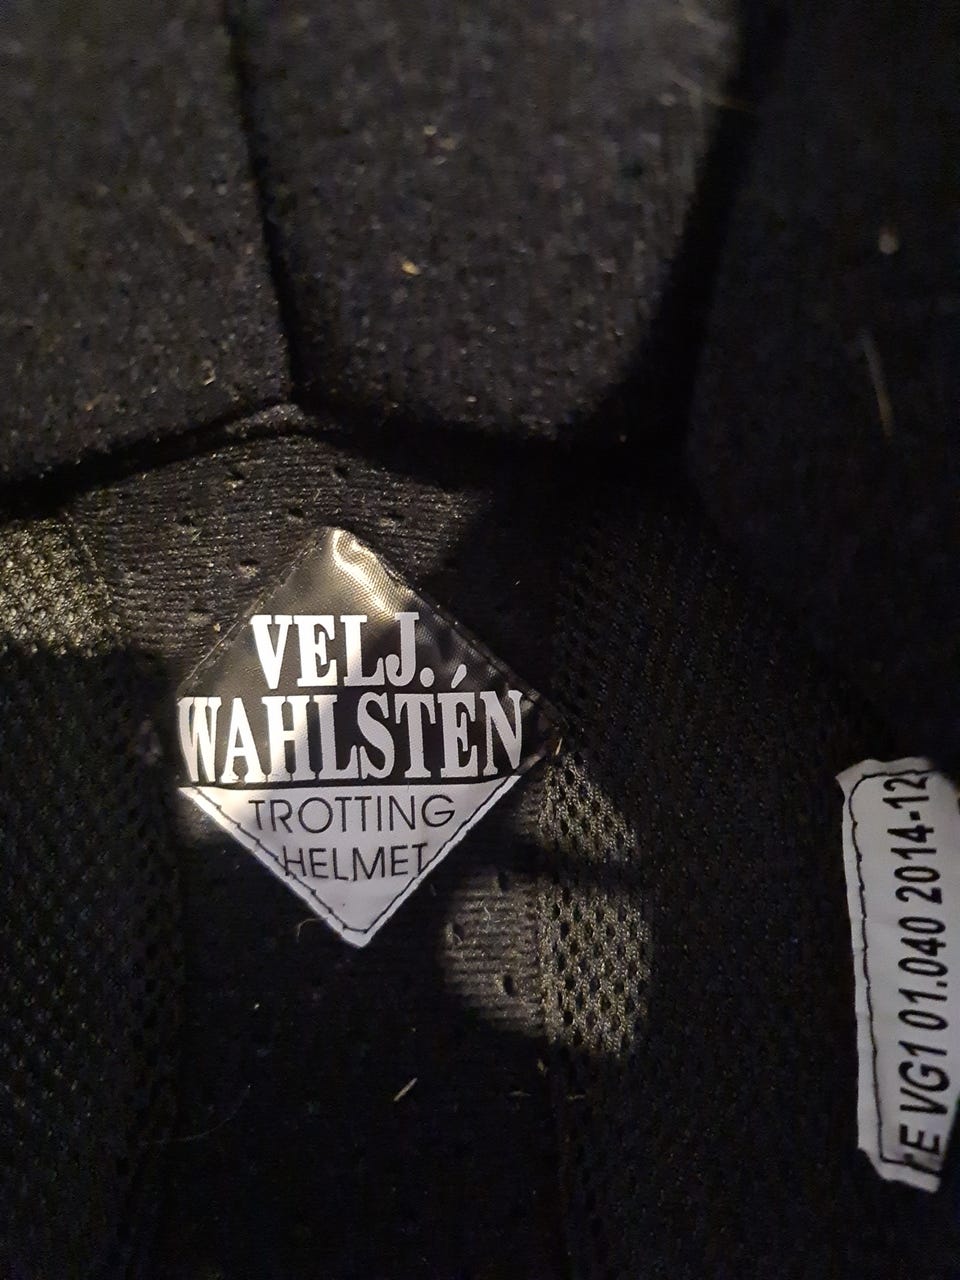 VELJ.
WAHLSTÉN
TROTTING
HELMET
VG1 01.040 2014-12